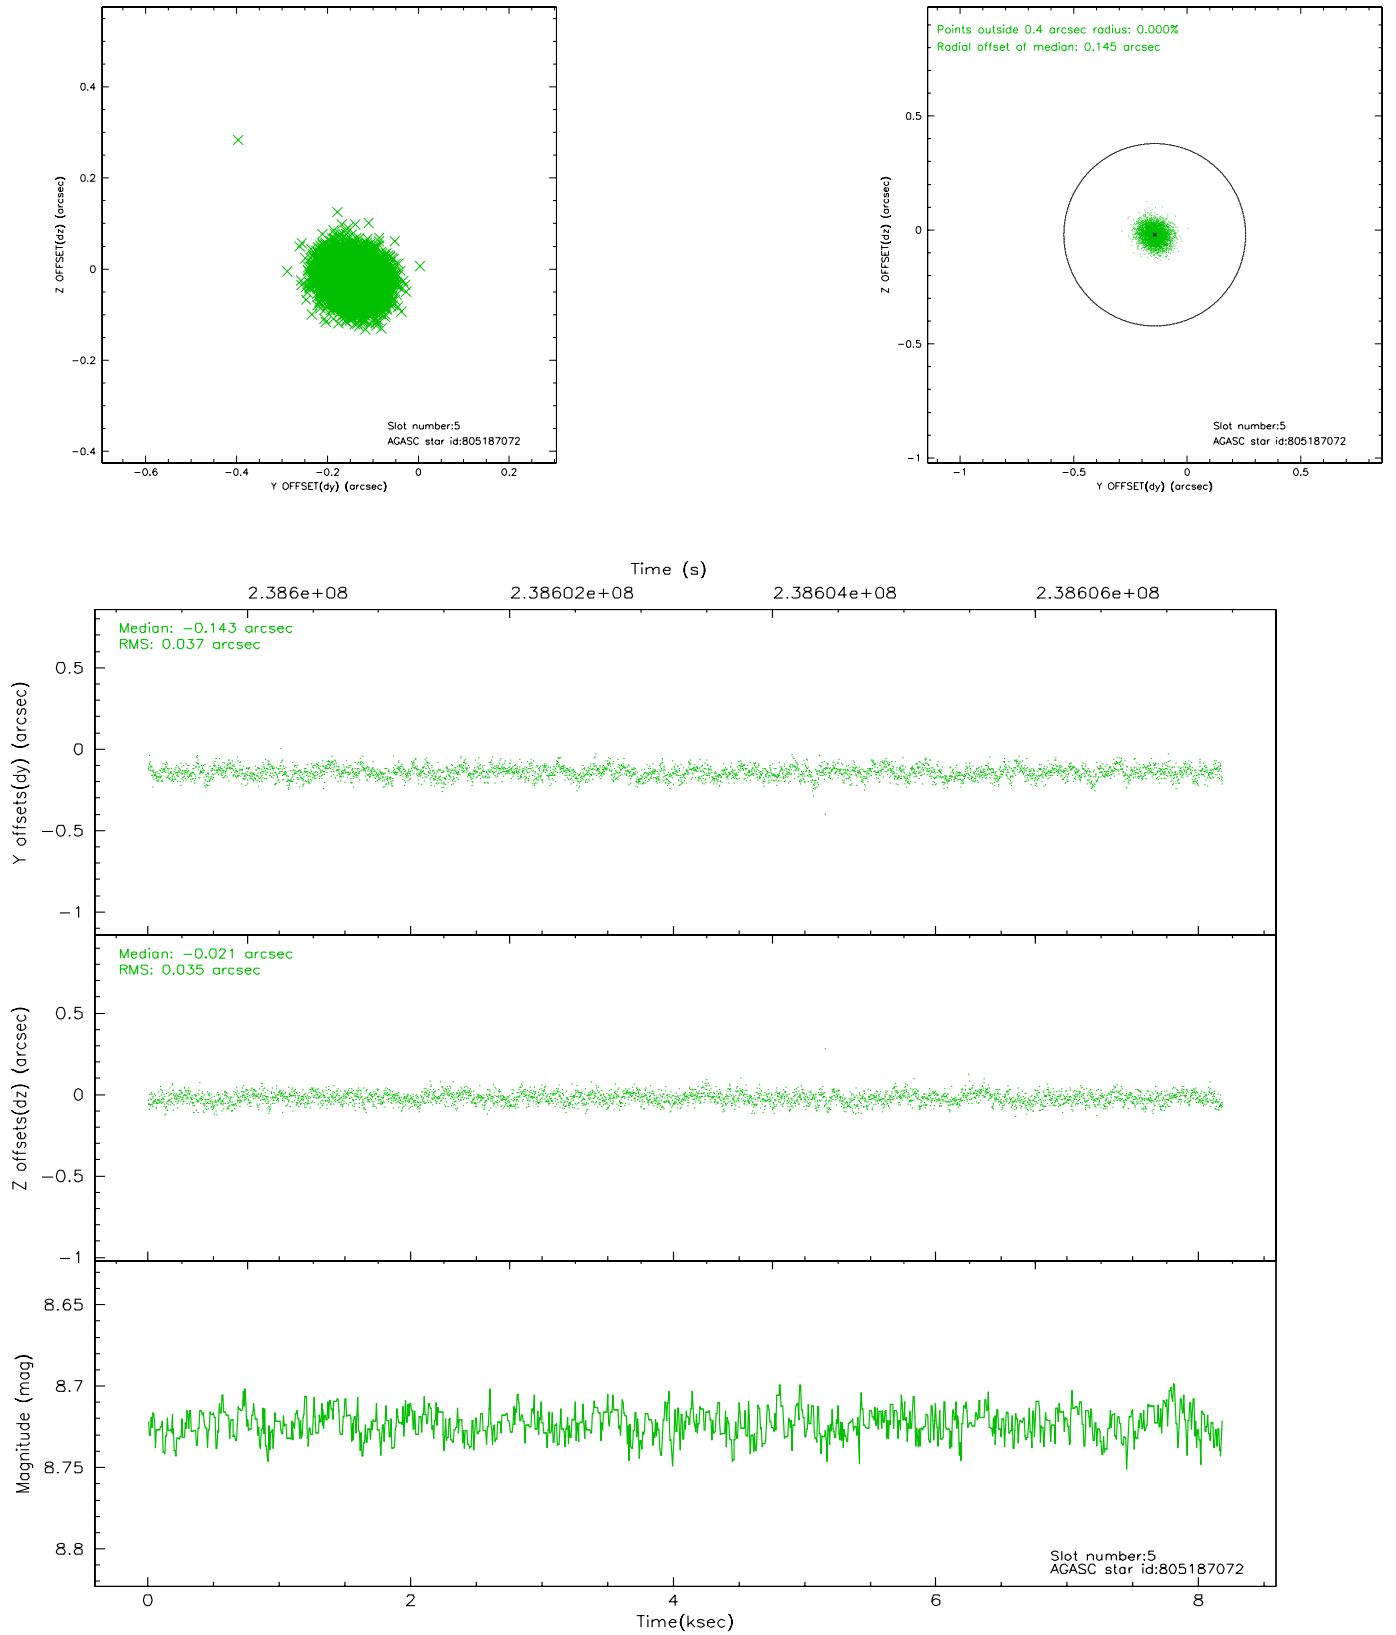 0.4
0.2
0
−0.2
−0.4
−0.6
−0.4
−0.2
0
0.2
Z OFFSET(dz) (arcsec)
Y OFFSET(dy) (arcsec)
Slot number:5
AGASC star id:805187072
Points outside 0.4 arcsec radius: 0.000%
Radial offset of median: 0.145 arcsec
0.5
0
−0.5
−1
−1
−0.5
0
0.5
Z OFFSET(dz) (arcsec)
Y OFFSET(dy) (arcsec)
Slot number:5
AGASC star id:805187072
Time (s)
2.386e+08
2.38602e+08
2.38604e+08
2.38606e+08
Median: −0.143 arcsec
RMS: 0.037 arcsec
0.5
0
−0.5
−1
Y offsets(dy) (arcsec)
Median: −0.021 arcsec
RMS: 0.035 arcsec
0.5
0
−0.5
−1
Z offsets(dz) (arcsec)
8.65
8.7
8.75
8.8
Magnitude (mag)
Slot number:5
AGASC star id:805187072
0
2
4
6
8
Time(ksec)